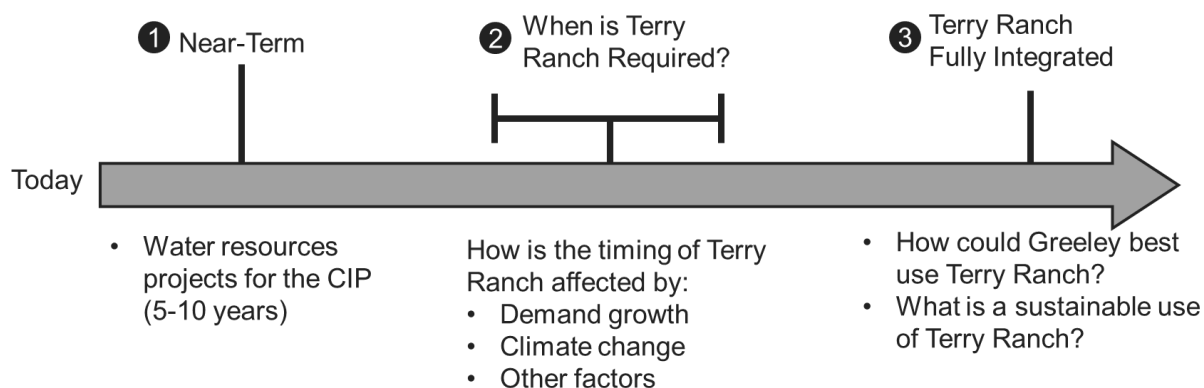 1 Near-Term
2 When is Terry
Ranch Required?
3 Terry Ranch
Fully Integrated
Today
• Water resources
projects for the CIP
(5-10 years)
How is the timing of Terry
Ranch affected by:
• Demand growth
• Climate change
• Other factors
• How could Greeley best
use Terry Ranch?
• What is a sustainable use
of Terry Ranch?